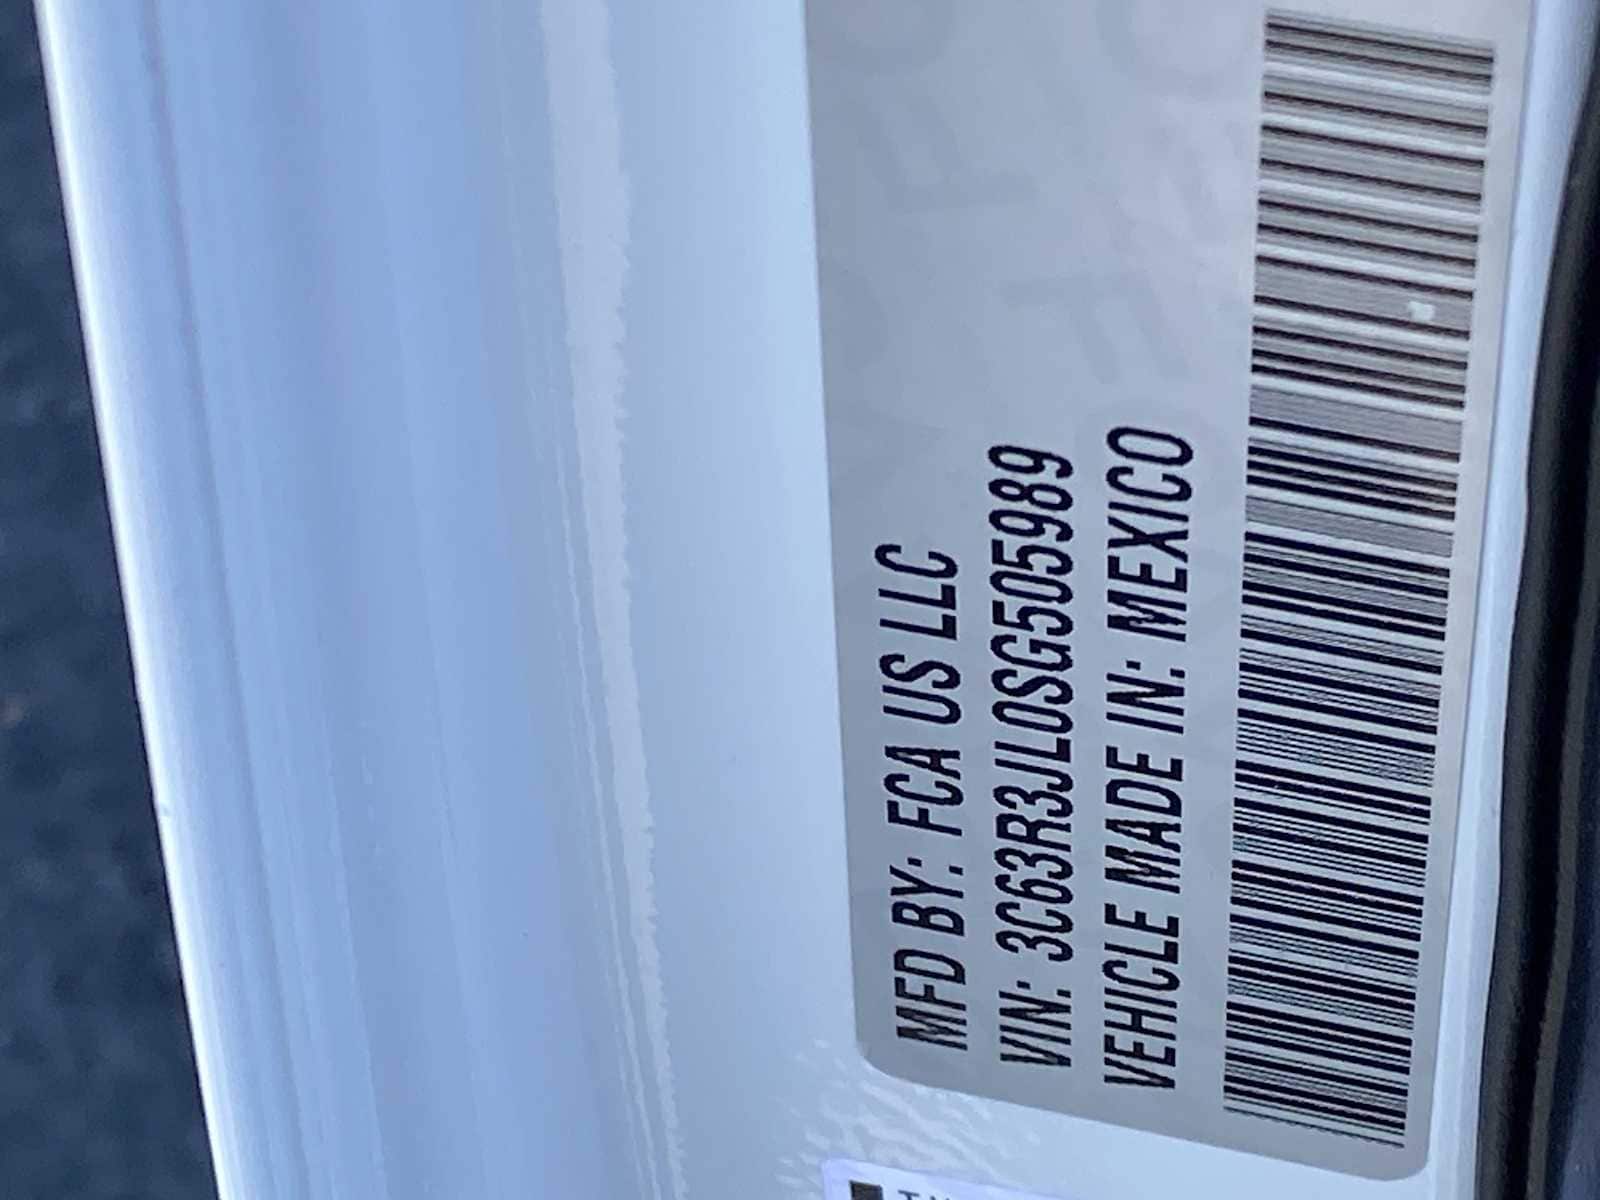 MFD BY: FCA US LLC
VIN: 3C63R3JL0SG505989
VEHICLE MADE IN: MEXICO